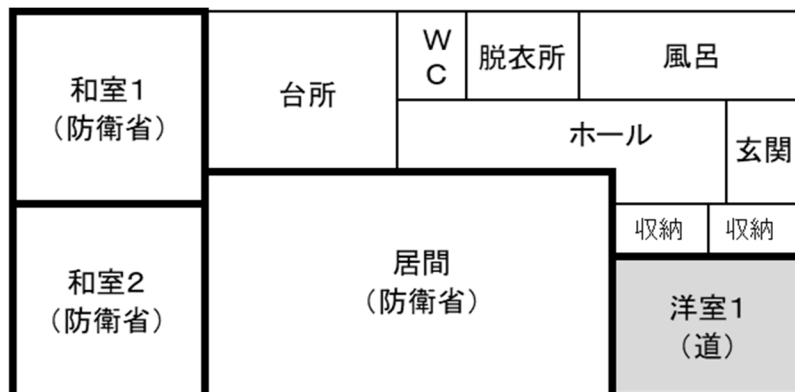 和室1
（防衛省）
台所
W
C
脱衣所
風呂
ホール
玄関
収納
収納
和室2
（防衛省）
居間
（防衛省）
洋室1
（道）